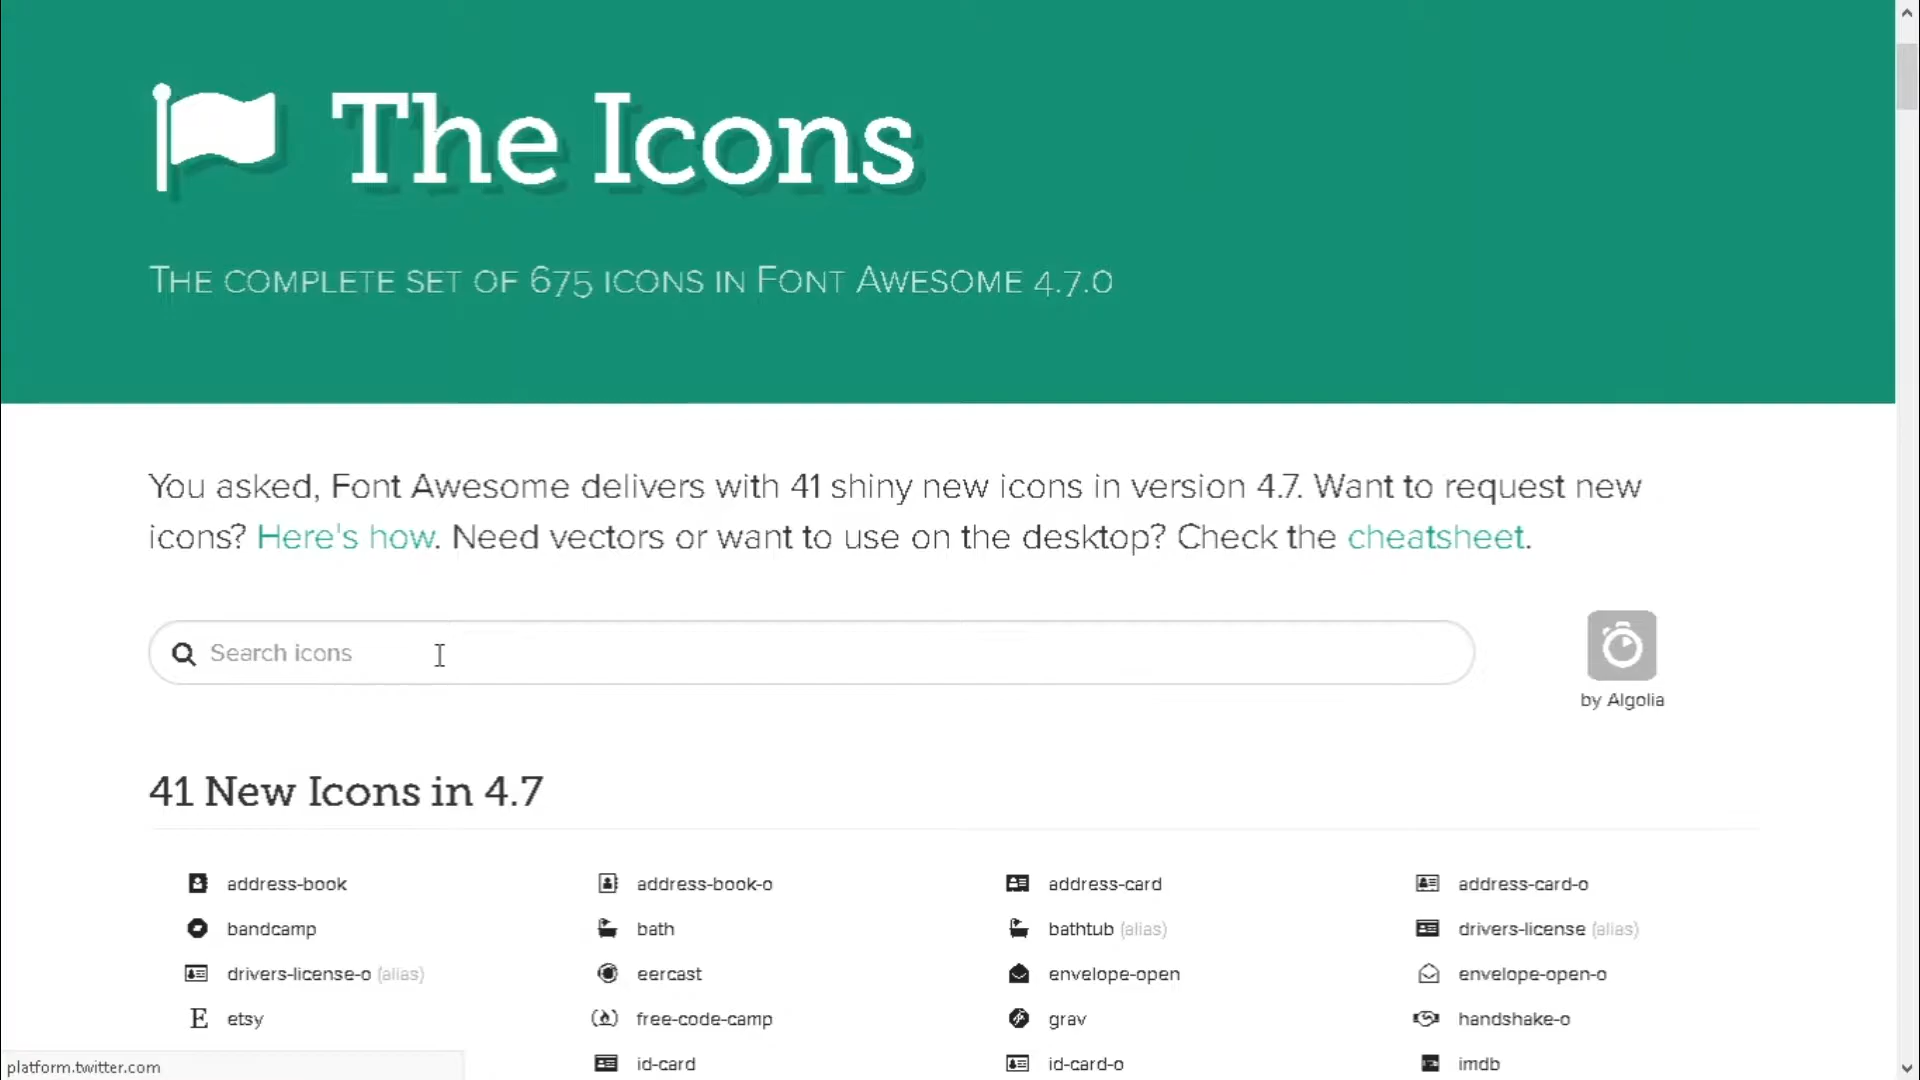 The Icons
THE COMPLETE SET OF 675 ICONS IN FONT AWESOME 4.7.0
You asked, Font Awesome delivers with 41 shiny new icons in version 4.7. Want to request new
icons? Here's how. Need vectors or want to use on the desktop? Check the cheatsheet.
Search icons
by Algolia
41 New Icons in 4.7
address-book address-book-o address-card address-card-o
bandcamp bath bathtub (alias) drivers-license (alias)
drivers-license-o (alias) eercast envelope-open envelope-open-o
etsy free-code-camp grav handshake-o
id-card id-card-o imdb
platform.twitter.com